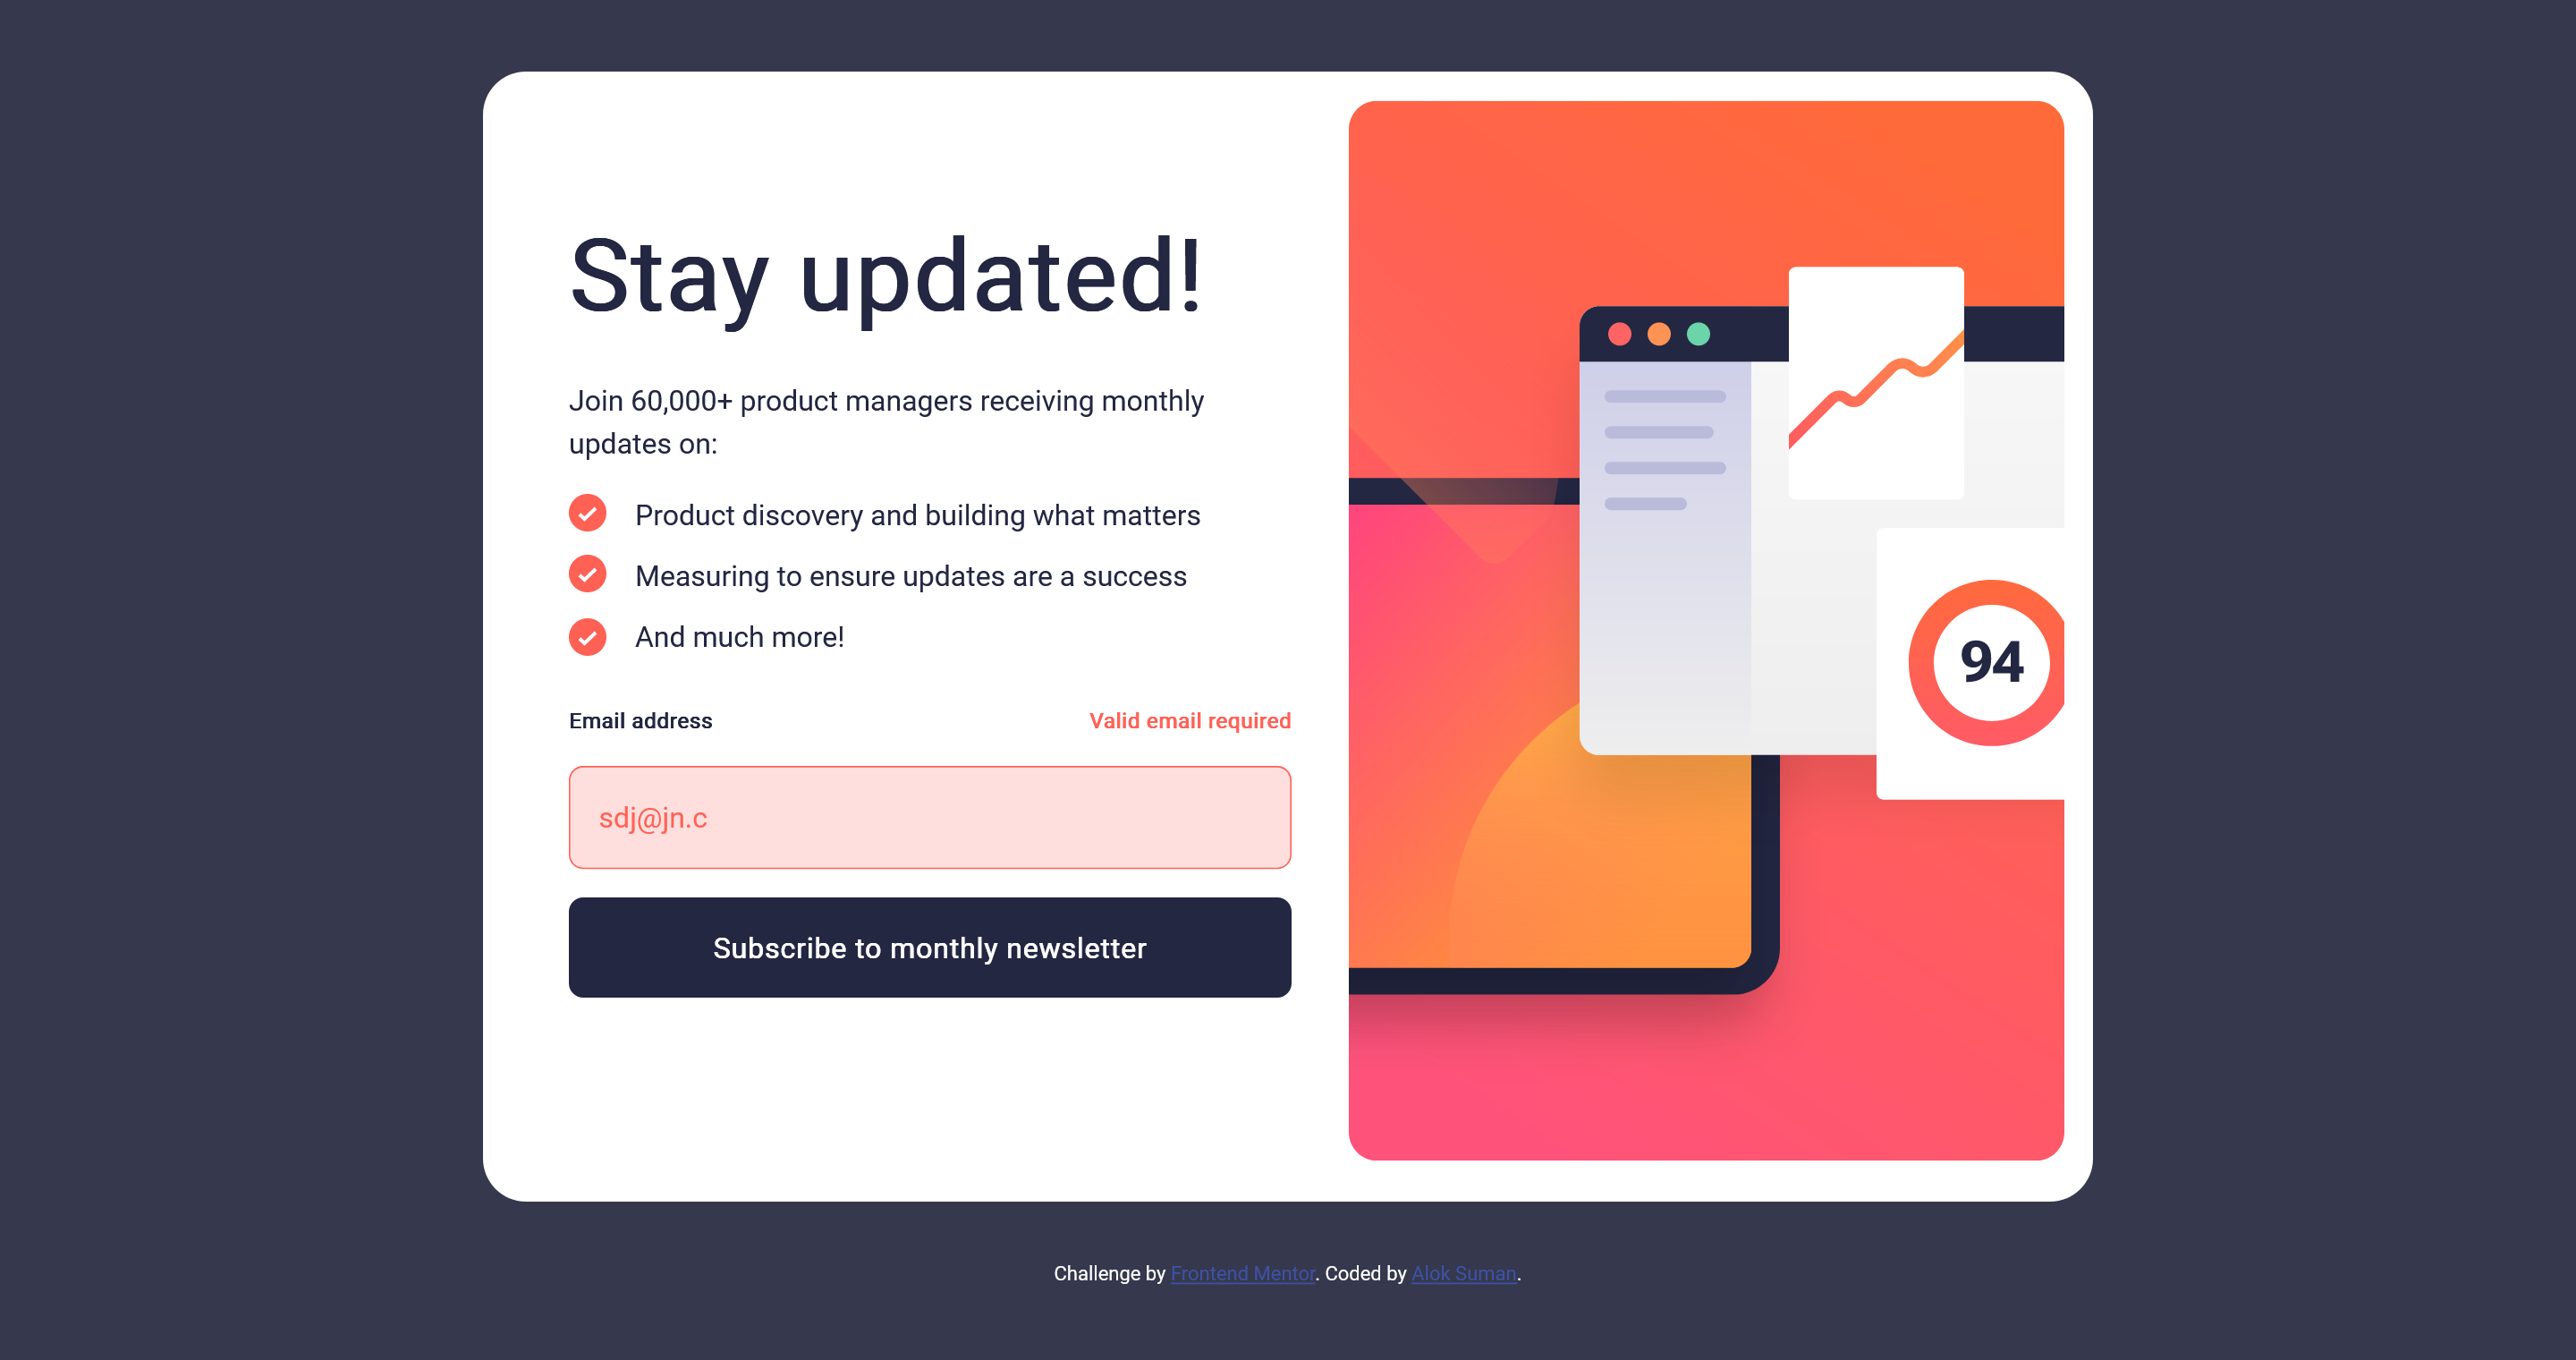 Stay updated!
Join 60,000+ product managers receiving monthly
updates on:
Product discovery and building what matters
Measuring to ensure updates are a success
And much more!
Email address
Valid email required
sdj@jn.c
Subscribe to monthly newsletter
94
Challenge by Frontend Mentor. Coded by Alok Suman.